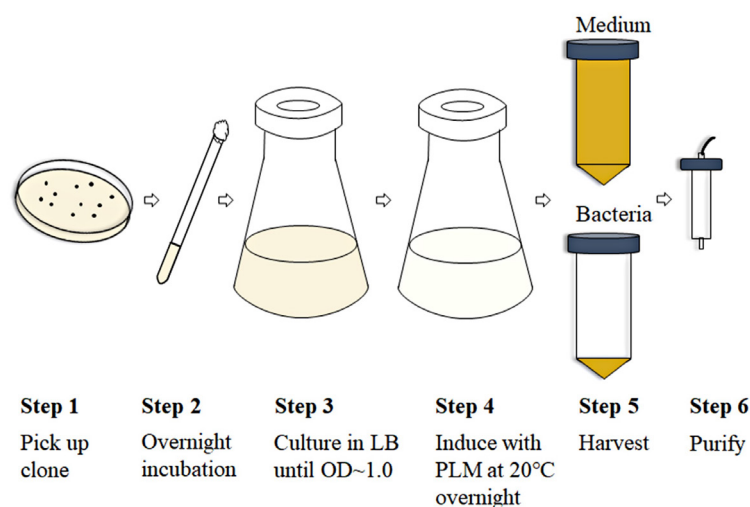 Medium
Bacteria
Step 1
Pick up
clone
Step 2
Overnight
incubation
Step 3
Culture in LB
until OD~1.0
Step 4
Induce with
PLM at 20℃
overnight
Step 5
Harvest
Step 6
Purify